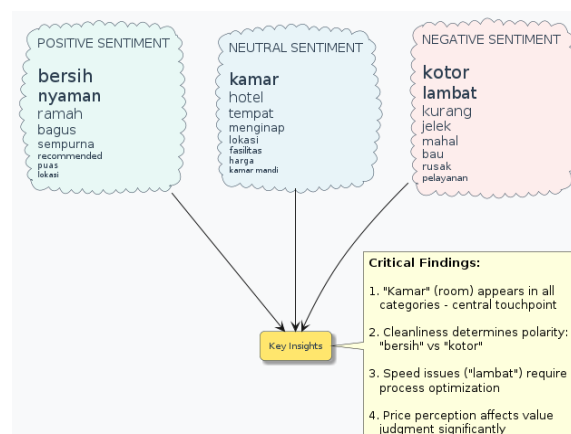 POSITIVE SENTIMENT
bersih
nyaman
ramah
bagus
sempurna
recommended
puas
lokasi
NEUTRAL SENTIMENT
kamar
hotel
tempat
menginap
lokasi
fasilitas
harga
kamar mandi
NEGATIVE SENTIMENT
kotor
lambat
kurang
jelek
mahal
bau
rusak
pelayanan
Key Insights
Critical Findings:
1. "Kamar" (room) appears in all
categories - central touchpoint
2. Cleanliness determines polarity:
"bersih" vs "kotor"
3. Speed issues ("lambat") require
process optimization
4. Price perception affects value
judgment significantly